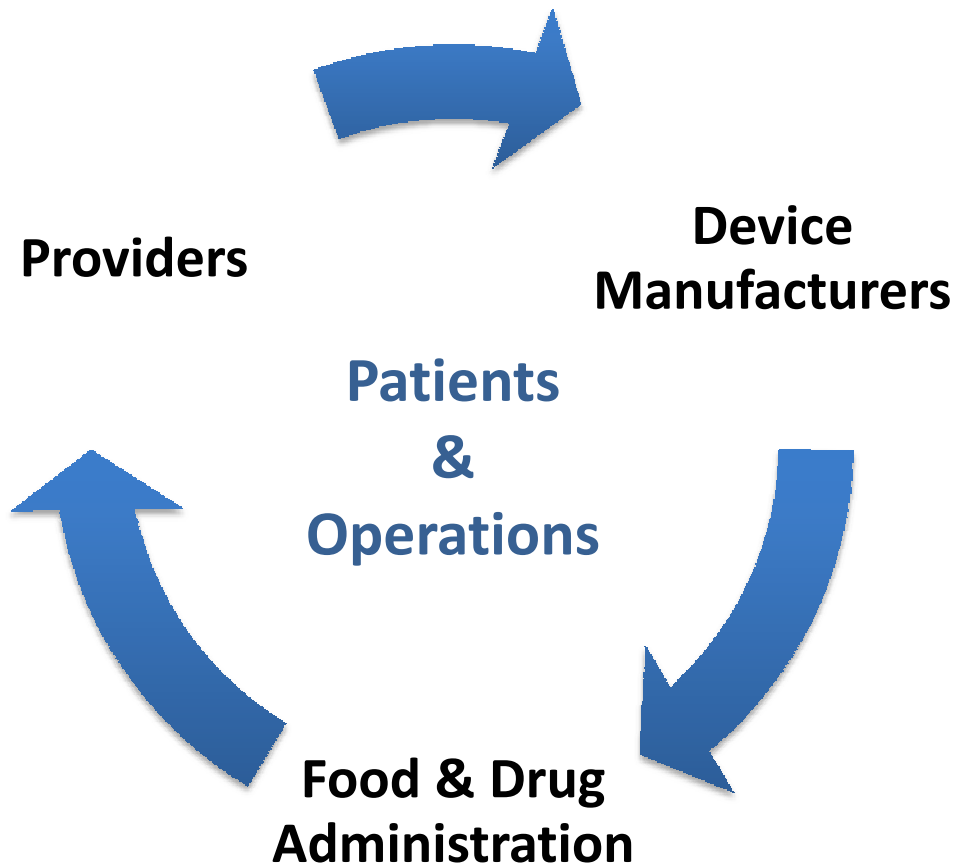 Providers
Device
Manufacturers
Patients
&
Operations
Food & Drug
Administration